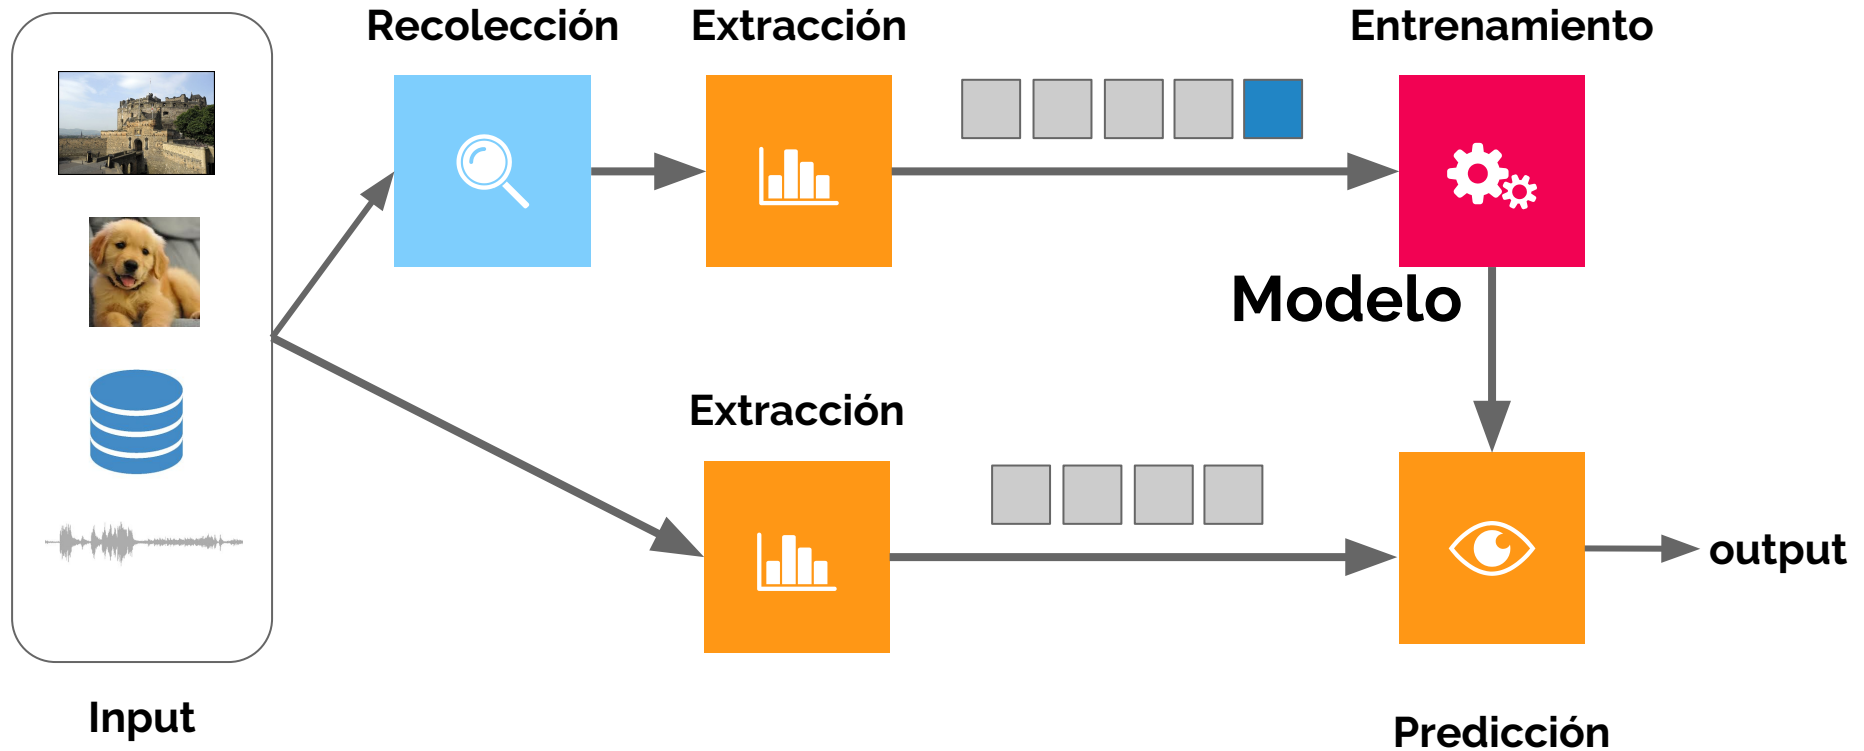 Recolección
Extracción
Entrenamiento
Modelo
Extracción
output
Input
Predicción